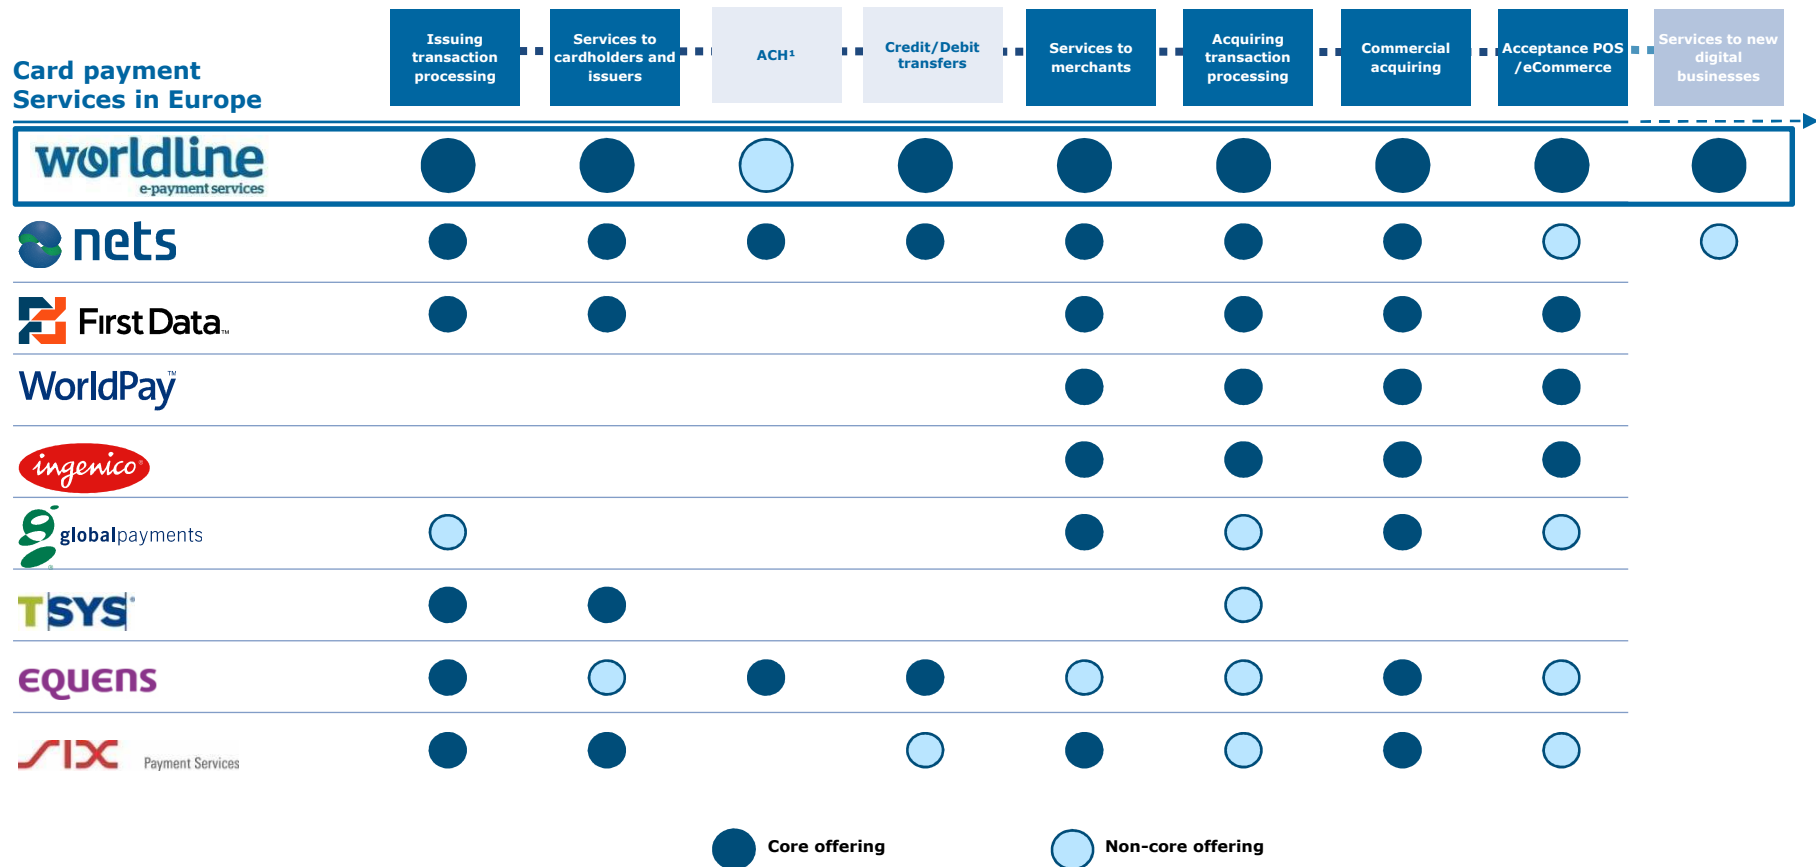 Issuing
transaction
processing
Services to
cardholders and
issuers
ACH¹
Credit/Debit
transfers
Services to
merchants
Acquiring
transaction
processing
Commercial
acquiring
Acceptance POS
/eCommerce
Services to new
digital
businesses
Card payment
Services in Europe
worldline
e-payment services
nets
First Data™
WorldPay™
ingenico®
globalpayments
TSYS®
EQUENS
SIX Payment Services
Core offering
Non-core offering